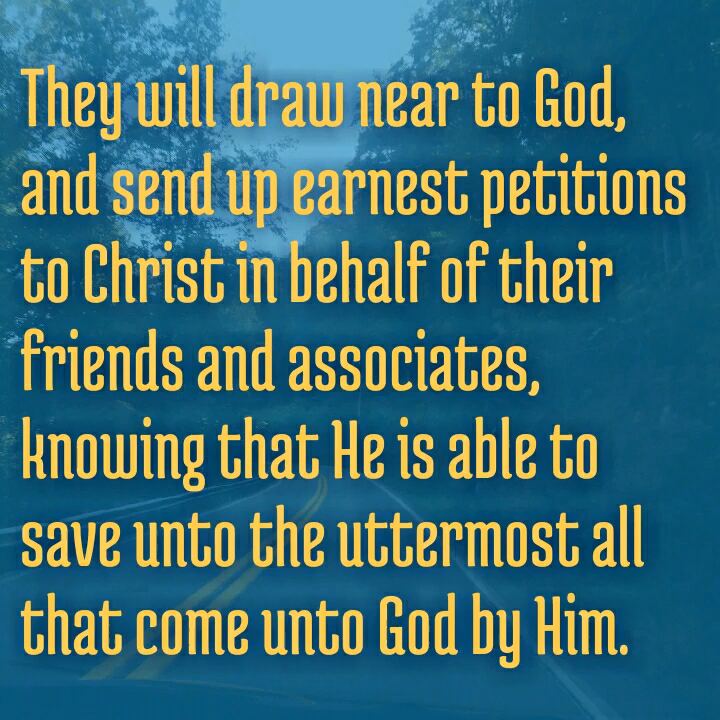 They will draw near to God,
and send up earnest petitions
to Christ in behalf of their
friends and associates,
knowing that He is able to
save unto the uttermost all
that come unto God by Him.